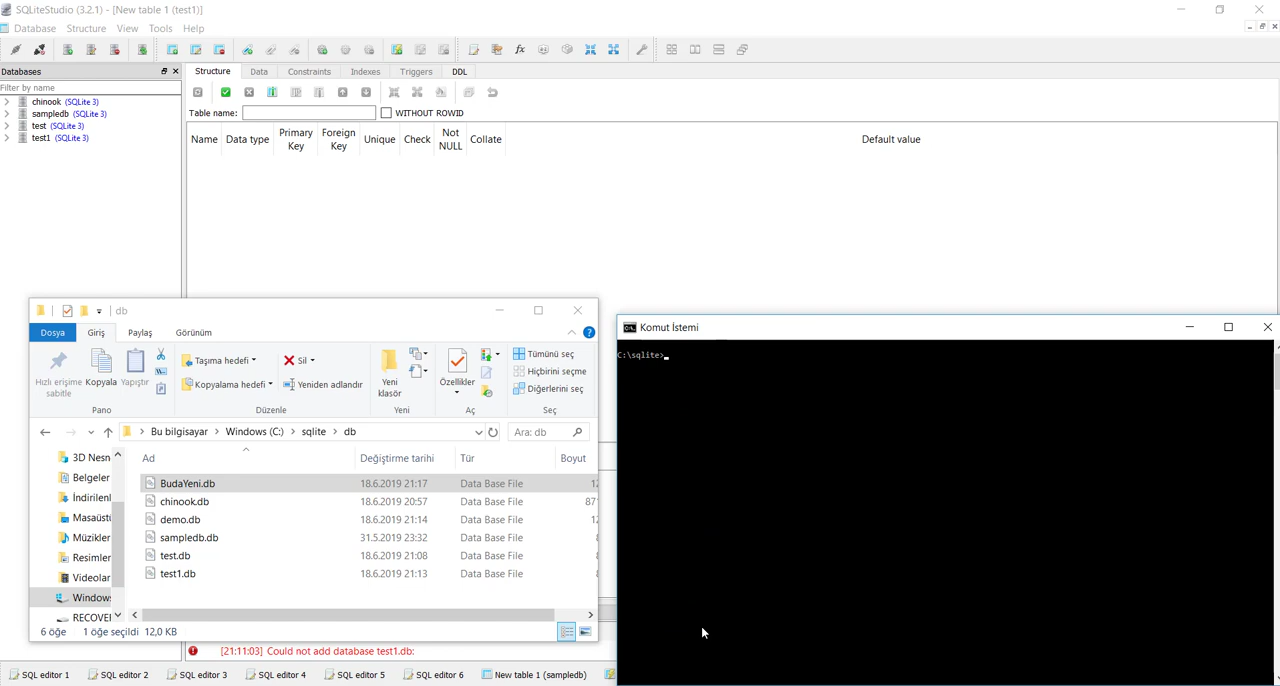 SQLiteStudio (3.2.1) - [New table 1 (test1)]
Database Structure View Tools Help
Databases
Structure Data Constraints Indexes Triggers DDL
Filter by name
chinook (SQLite 3)
sampledb (SQLite 3)
test (SQLite 3)
test1 (SQLite 3)
Table name: WITHOUT ROWID
Name Data type Primary Key Foreign Key Unique Check Not NULL Collate Default value
db
Dosya Giriş Paylaş Görünüm
Hızlı erişime sabitle
Kopyala
Yapıştır
Taşıma hedefi
Kopyalama hedefi
Sil
Yeniden adlandır
Yeni klasör
Özellikler
Tümünü seç
Hiçbirini seçme
Diğerlerini seç
Pano Düzenle Yeni Aç Seç
Bu bilgisayar > Windows (C:) > sqlite > db
Ara: db
3D Nesn
Belgeler
İndirilenl
Masaüstü
Müzikler
Resimler
Videolar
Windows
RECOVE
Ad Değiştirme tarihi Tür Boyut
BudaYeni.db 18.6.2019 21:17 Data Base File
chinook.db 18.6.2019 20:57 Data Base File 871
demo.db 18.6.2019 21:14 Data Base File
sampledb.db 31.5.2019 23:32 Data Base File
test.db 18.6.2019 21:08 Data Base File
test1.db 18.6.2019 21:13 Data Base File
6 öğe 1 öğe seçildi 12,0 KB
Komut İstemi
C:\sqlite>
[21:11:03] Could not add database test1.db:
SQL editor 1 SQL editor 2 SQL editor 3 SQL editor 4 SQL editor 5 SQL editor 6 New table 1 (sampledb)